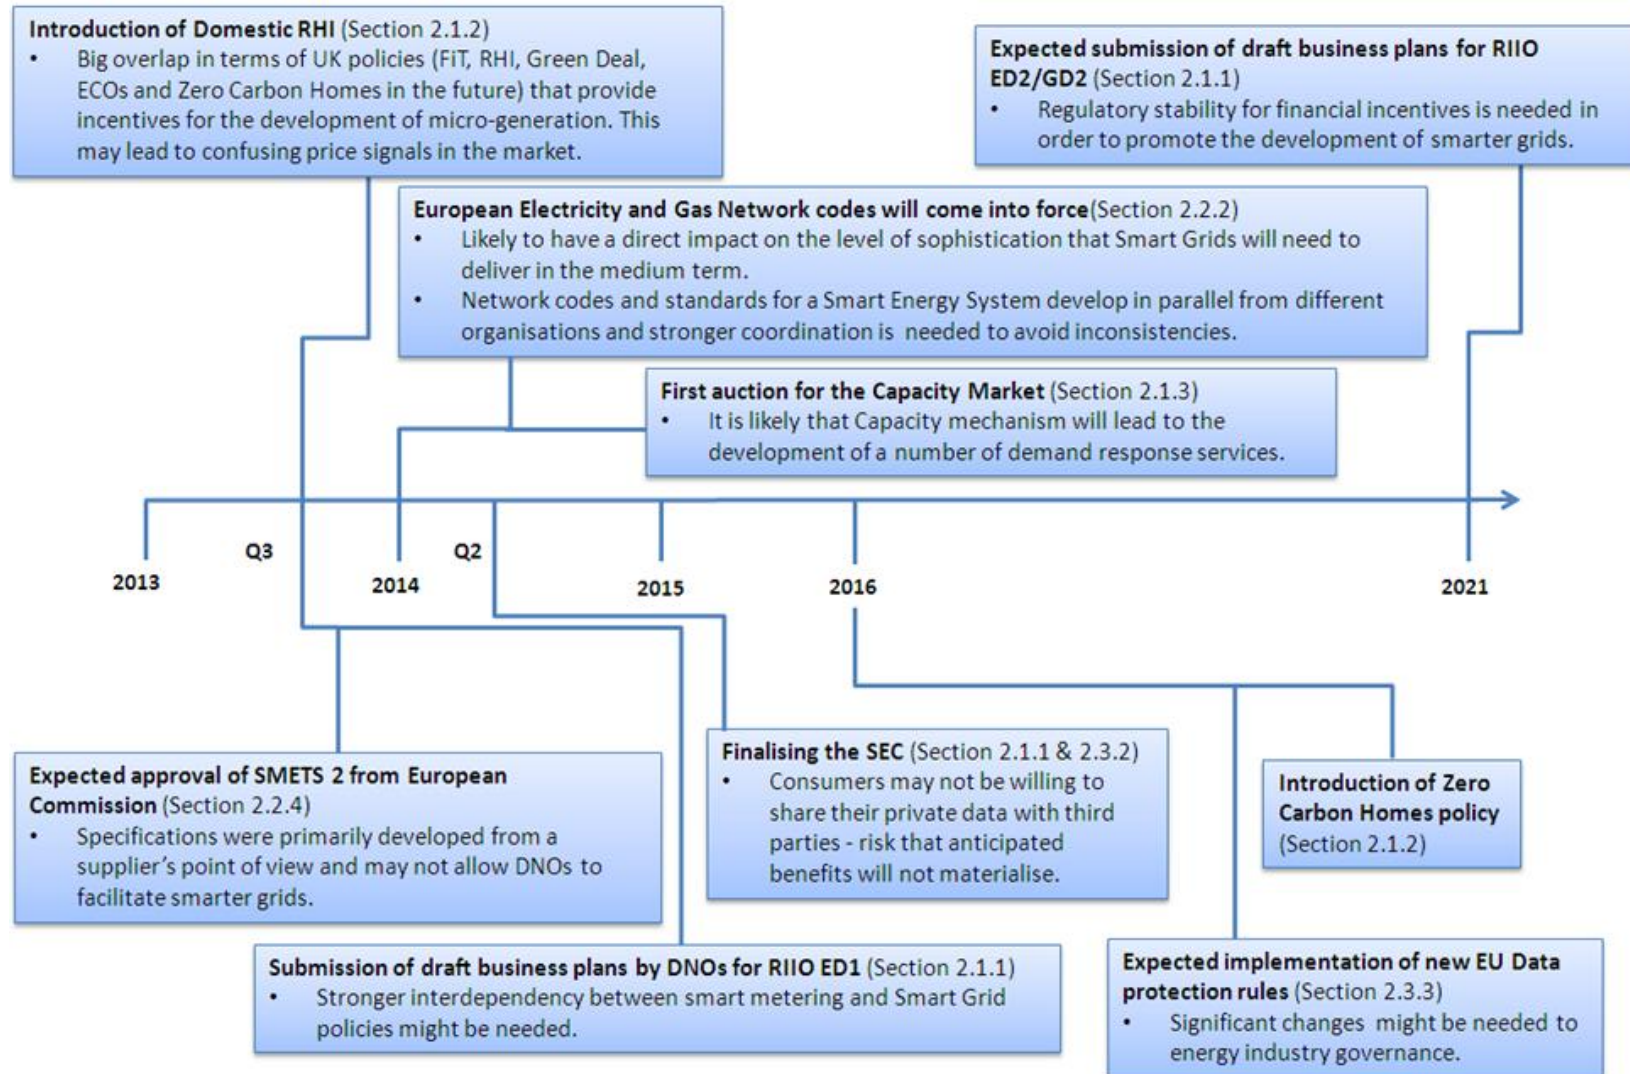 Introduction of Domestic RHI (Section 2.1.2)
• Big overlap in terms of UK policies (FiT, RHI, Green Deal,
ECOs and Zero Carbon Homes in the future) that provide
incentives for the development of micro-generation. This
may lead to confusing price signals in the market.
Expected submission of draft business plans for RIIO
ED2/GD2 (Section 2.1.1)
• Regulatory stability for financial incentives is needed in
order to promote the development of smarter grids.
European Electricity and Gas Network codes will come into force(Section 2.2.2)
• Likely to have a direct impact on the level of sophistication that Smart Grids will need to
deliver in the medium term.
• Network codes and standards for a Smart Energy System develop in parallel from different
organisations and stronger coordination is needed to avoid inconsistencies.
First auction for the Capacity Market (Section 2.1.3)
• It is likely that Capacity mechanism will lead to the
development of a number of demand response services.
Q3
Q2
2013
2014
2015
2016
2021
Expected approval of SMETS 2 from European
Commission (Section 2.2.4)
• Specifications were primarily developed from a
supplier's point of view and may not allow DNOs to
facilitate smarter grids.
Finalising the SEC (Section 2.1.1 & 2.3.2)
• Consumers may not be willing to
share their private data with third
parties - risk that anticipated
benefits will not materialise.
Introduction of Zero
Carbon Homes policy
(Section 2.1.2)
Submission of draft business plans by DNOs for RIIO ED1 (Section 2.1.1)
• Stronger interdependency between smart metering and Smart Grid
policies might be needed.
Expected implementation of new EU Data
protection rules (Section 2.3.3)
• Significant changes might be needed to
energy industry governance.